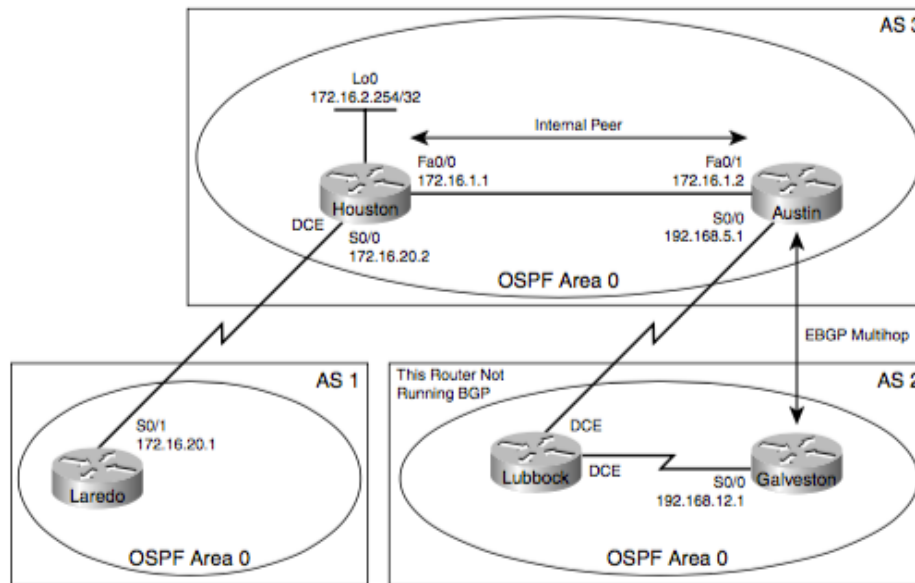 AS 3
Lo0
172.16.2.254/32
Internal Peer
Fa0/0
172.16.1.1
Fa0/1
172.16.1.2
Houston
Austin
DCE
S0/0
172.16.20.2
S0/0
192.168.5.1
OSPF Area 0
EBGP Multihop
AS 1
S0/1
172.16.20.1
Laredo
OSPF Area 0
This Router Not
Running BGP
AS 2
DCE
Lubbock
DCE
S0/0
192.168.12.1
Galveston
OSPF Area 0